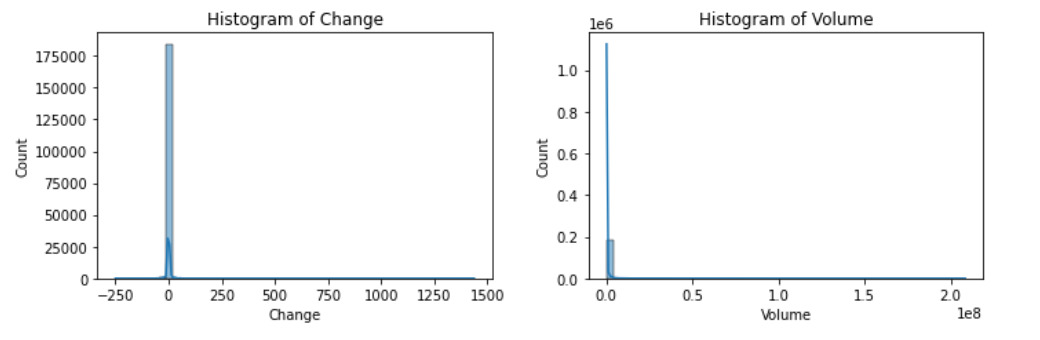 Histogram of Change
175000
150000
125000
100000
75000
50000
25000
0
Count
−250 0 250 500 750 1000 1250 1500
Change
Histogram of Volume
1e6
1.0
0.8
0.6
0.4
0.2
0.0
Count
0.0 0.5 1.0 1.5 2.0
1e8
Volume